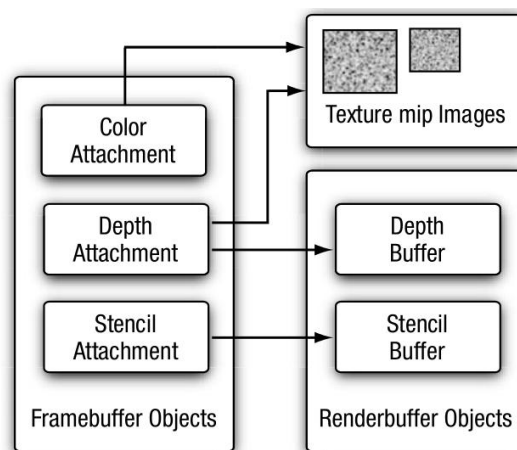 Texture mip Images
Color
Attachment
Depth
Attachment
Stencil
Attachment
Framebuffer Objects
Depth
Buffer
Stencil
Buffer
Renderbuffer Objects